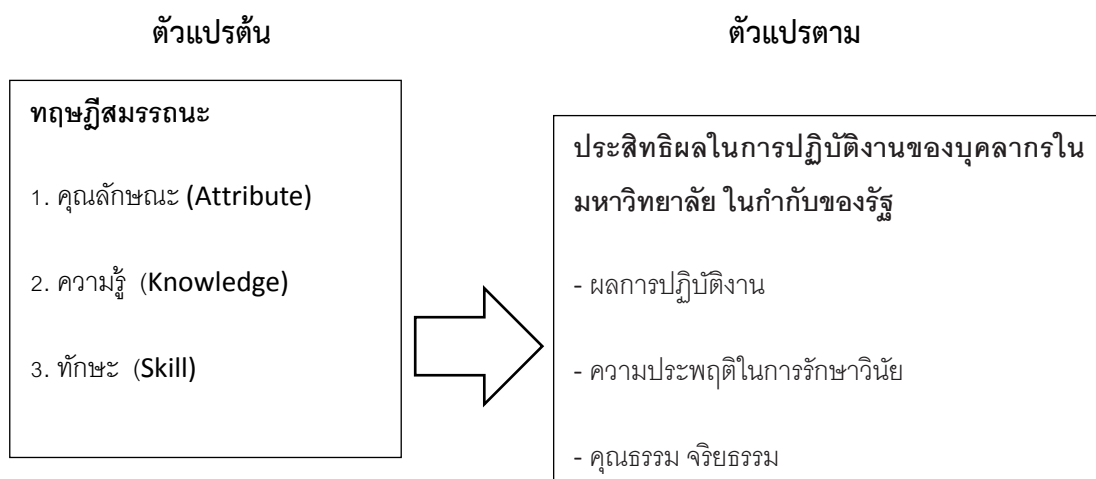 ตัวแปรต้น
ตัวแปรตาม
ทฤษฎีสมรรถนะ
1. คุณลักษณะ (Attribute)
2. ความรู้ (Knowledge)
3. ทักษะ (Skill)
ประสิทธิผลในการปฏิบัติงานของบุคลากรใน
มหาวิทยาลัย ในกำกับของรัฐ
- ผลการปฏิบัติงาน
- ความประพฤติในการรักษาวินัย
- คุณธรรม จริยธรรม